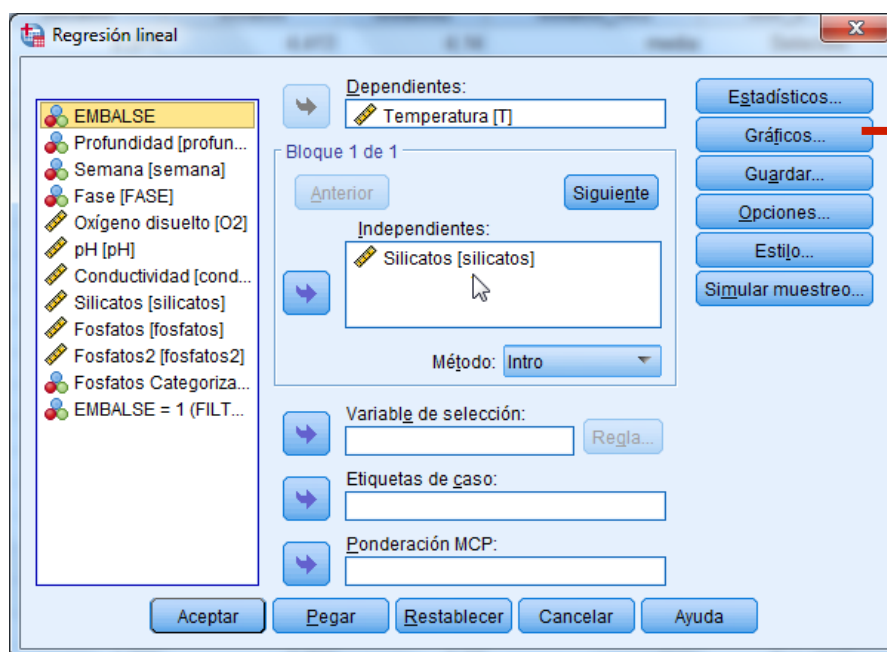 Regresión lineal
EMBALSE
Profundidad [profun...
Semana [semana]
Fase [FASE]
Oxígeno disuelto [O2]
pH [pH]
Conductividad [cond...
Silicatos [silicatos]
Fosfatos [fosfatos]
Fosfatos2 [fosfatos2]
Fosfatos Categoriza...
EMBALSE = 1 (FILT...
Dependientes:
Temperatura [T]
Bloque 1 de 1
Anterior
Siguiente
Independientes:
Silicatos [silicatos]
Método: Intro
Variable de selección:
Regla...
Etiquetas de caso:
Ponderación MCP:
Estadísticos...
Gráficos...
Guardar...
Opciones...
Estilo...
Simular muestreo...
Aceptar
Pegar
Restablecer
Cancelar
Ayuda